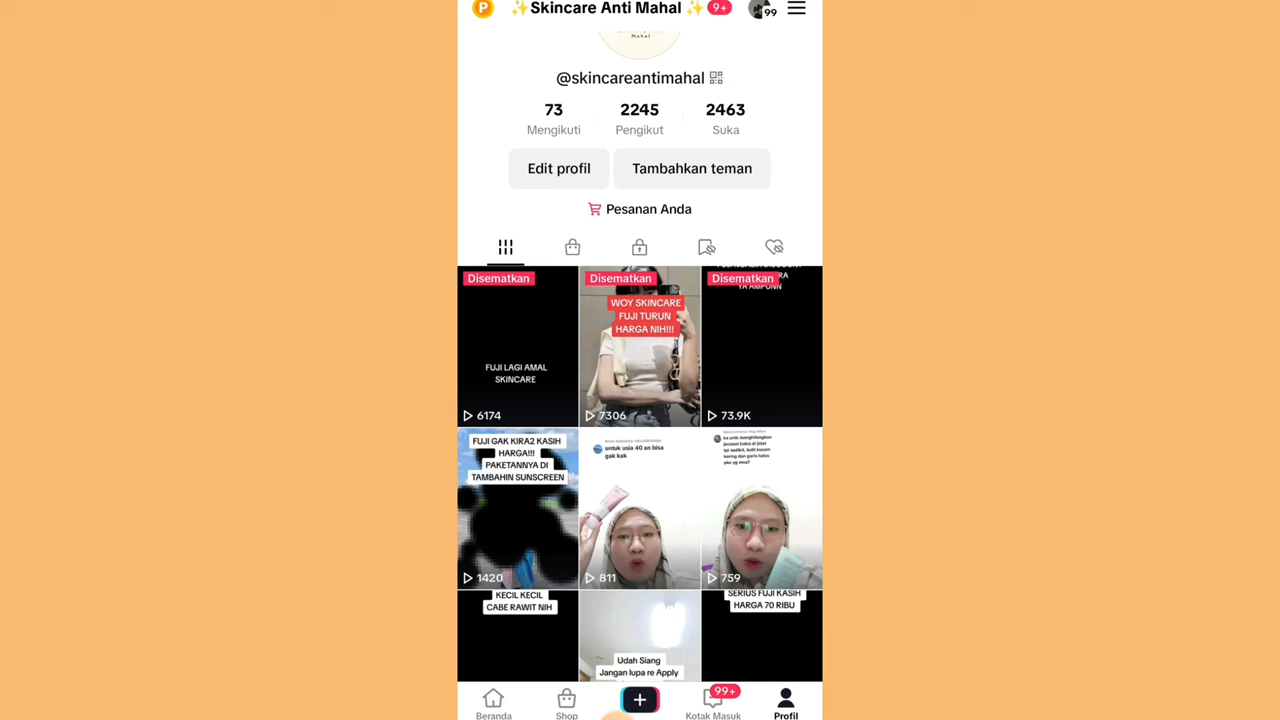 P
✨Skincare Anti Mahal ✨ 9+
99
Mahal
@skincareantimahal
73
Mengikuti
2245
Pengikut
2463
Suka
Edit profil
Tambahkan teman
Pesanan Anda
Disematkan
FUJI LAGI AMAL
SKINCARE
6174
Disematkan
WOY SKINCARE
FUJI TURUN
HARGA NIH!!!
7306
Disematkan
YA AMPUNN
73.9K
FUJI GAK KIRA2 KASIH
HARGA!!!
PAKETANNYA DI
TAMBAHIN SUNSCREEN
1420
untuk usia 40 an bisa
gak kak
811
759
KECIL KECIL
CABE RAWIT NIH
Udah Siang
Jangan lupa re Apply
SERIUS FUJI KASIH
HARGA 70 RIBU
Beranda
Shop
99+
Kotak Masuk
Profil